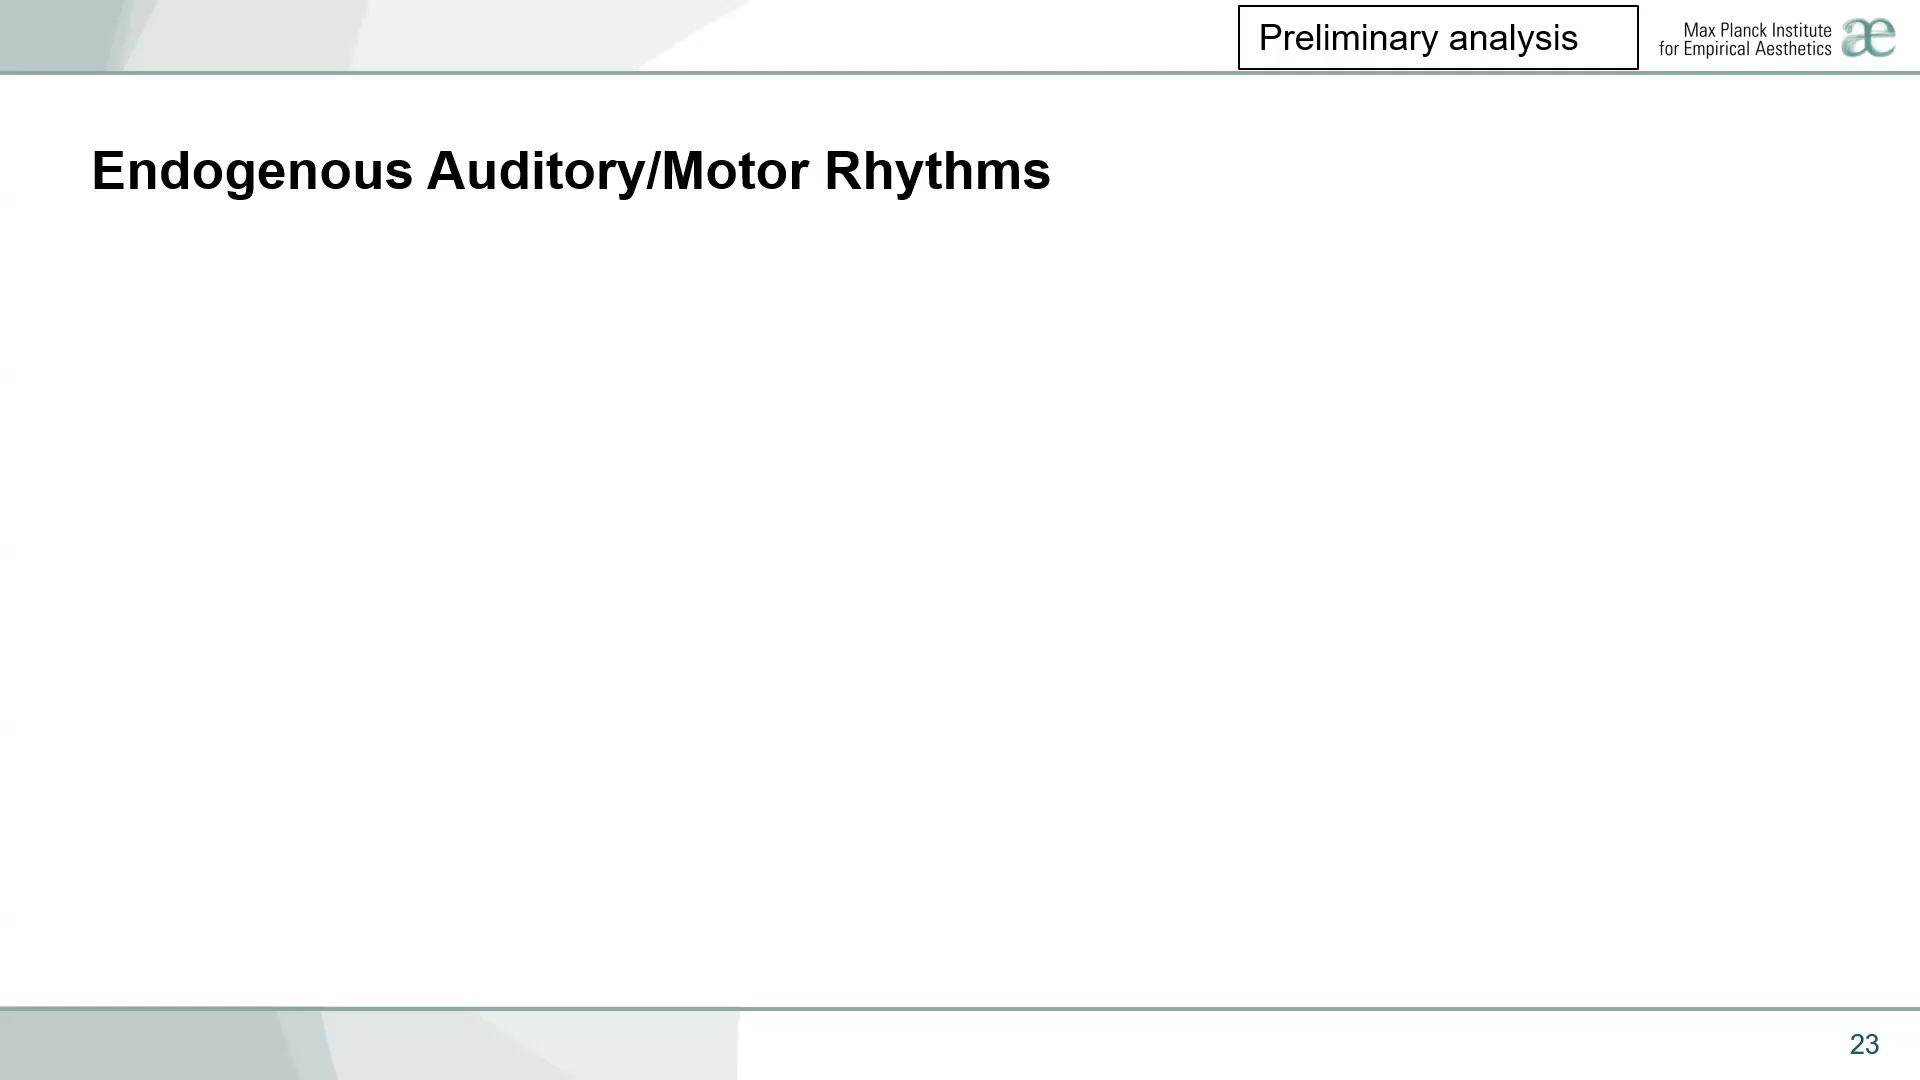 Preliminary analysis
Max Planck Institute
for Empirical Aesthetics
æ
Endogenous Auditory/Motor Rhythms
23